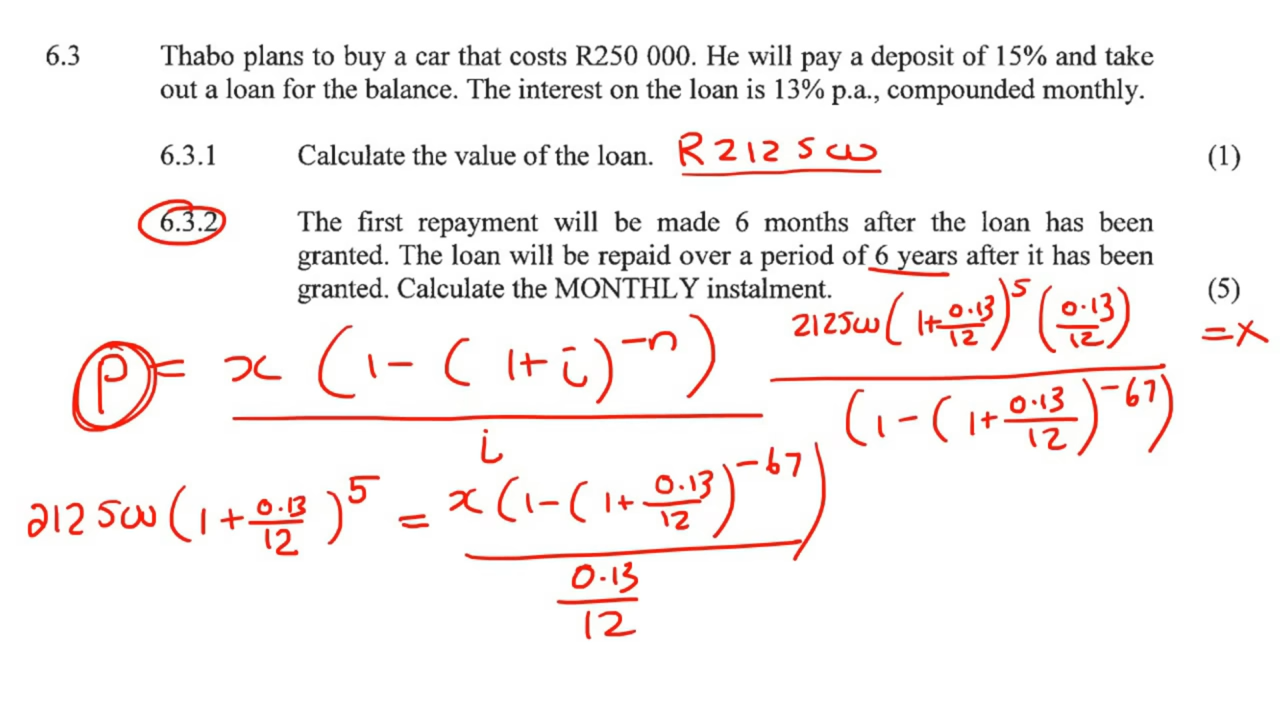 6.3 Thabo plans to buy a car that costs R250 000. He will pay a deposit of 15% and take
out a loan for the balance. The interest on the loan is 13% p.a., compounded monthly.
6.3.1 Calculate the value of the loan. R212500 (1)
6.3.2 The first repayment will be made 6 months after the loan has been
granted. The loan will be repaid over a period of 6 years after it has been
granted. Calculate the MONTHLY instalment. (5)
P = x(1-(1+i)^-n) / i
212500(1+0.13/12)^5 (0.13/12) / (1-(1+0.13/12)^-67) = x
212500(1+0.13/12)^5 = x(1-(1+0.13/12)^-67) / (0.13/12)